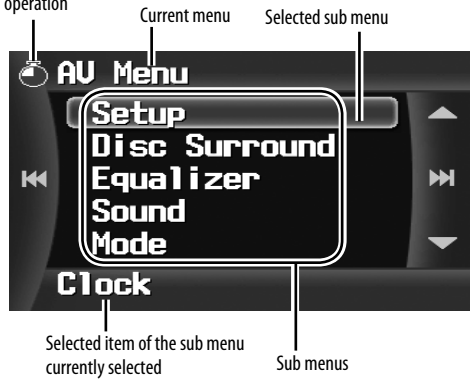 operation
Current menu
Selected sub menu
AV Menu
Setup
Disc Surround
Equalizer
Sound
Mode
Clock
Selected item of the sub menu
currently selected
Sub menus